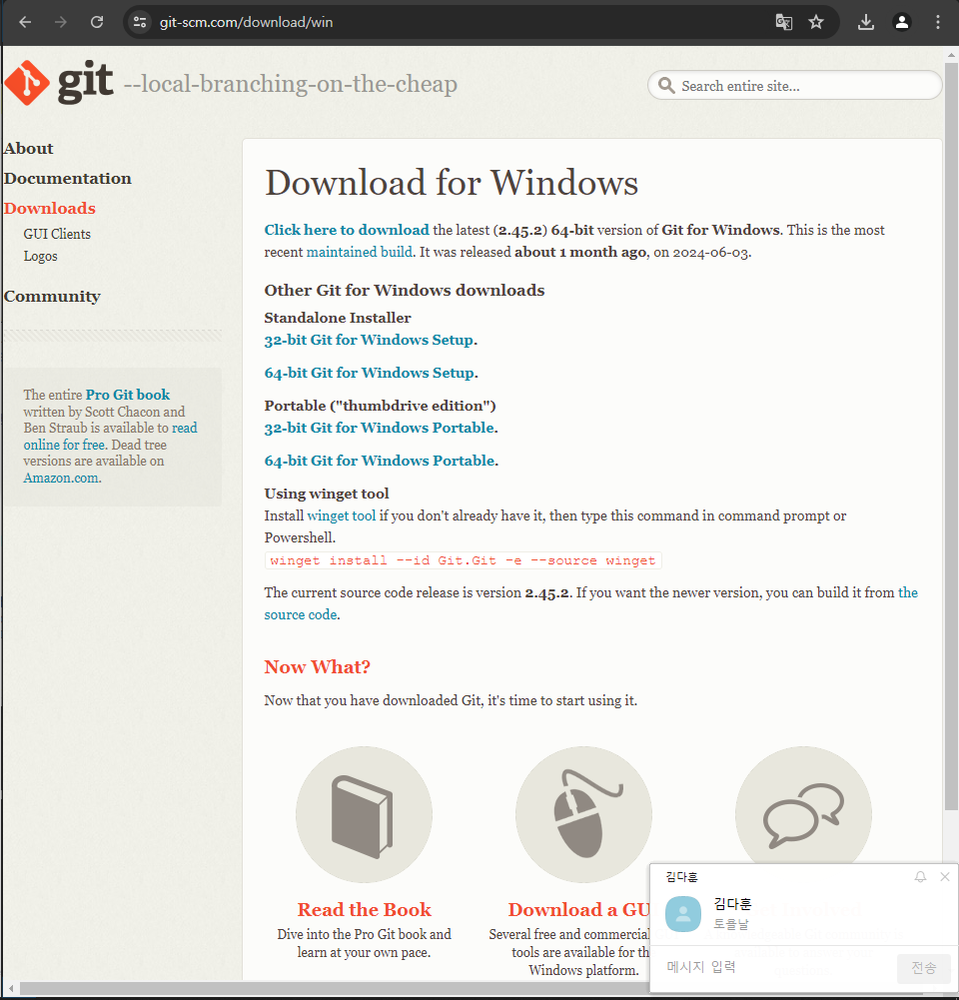 git-scm.com/download/win
git --local-branching-on-the-cheap
Search entire site...
About
Documentation
Downloads
GUI Clients
Logos
Community
The entire Pro Git book
written by Scott Chacon and
Ben Straub is available to read
online for free. Dead tree
versions are available on
Amazon.com.
Download for Windows
Click here to download the latest (2.45.2) 64-bit version of Git for Windows. This is the most
recent maintained build. It was released about 1 month ago, on 2024-06-03.
Other Git for Windows downloads
Standalone Installer
32-bit Git for Windows Setup.
64-bit Git for Windows Setup.
Portable ("thumbdrive edition")
32-bit Git for Windows Portable.
64-bit Git for Windows Portable.
Using winget tool
Install winget tool if you don't already have it, then type this command in command prompt or
Powershell.
winget install --id Git.Git -e --source winget
The current source code release is version 2.45.2. If you want the newer version, you can build it from the
source code.
Now What?
Now that you have downloaded Git, it's time to start using it.
Read the Book
Dive into the Pro Git book and
learn at your own pace.
Download a GU
Several free and commercial
tools are available for th
Windows platform.
김다훈
김다훈
토욜날
메시지 입력
전송